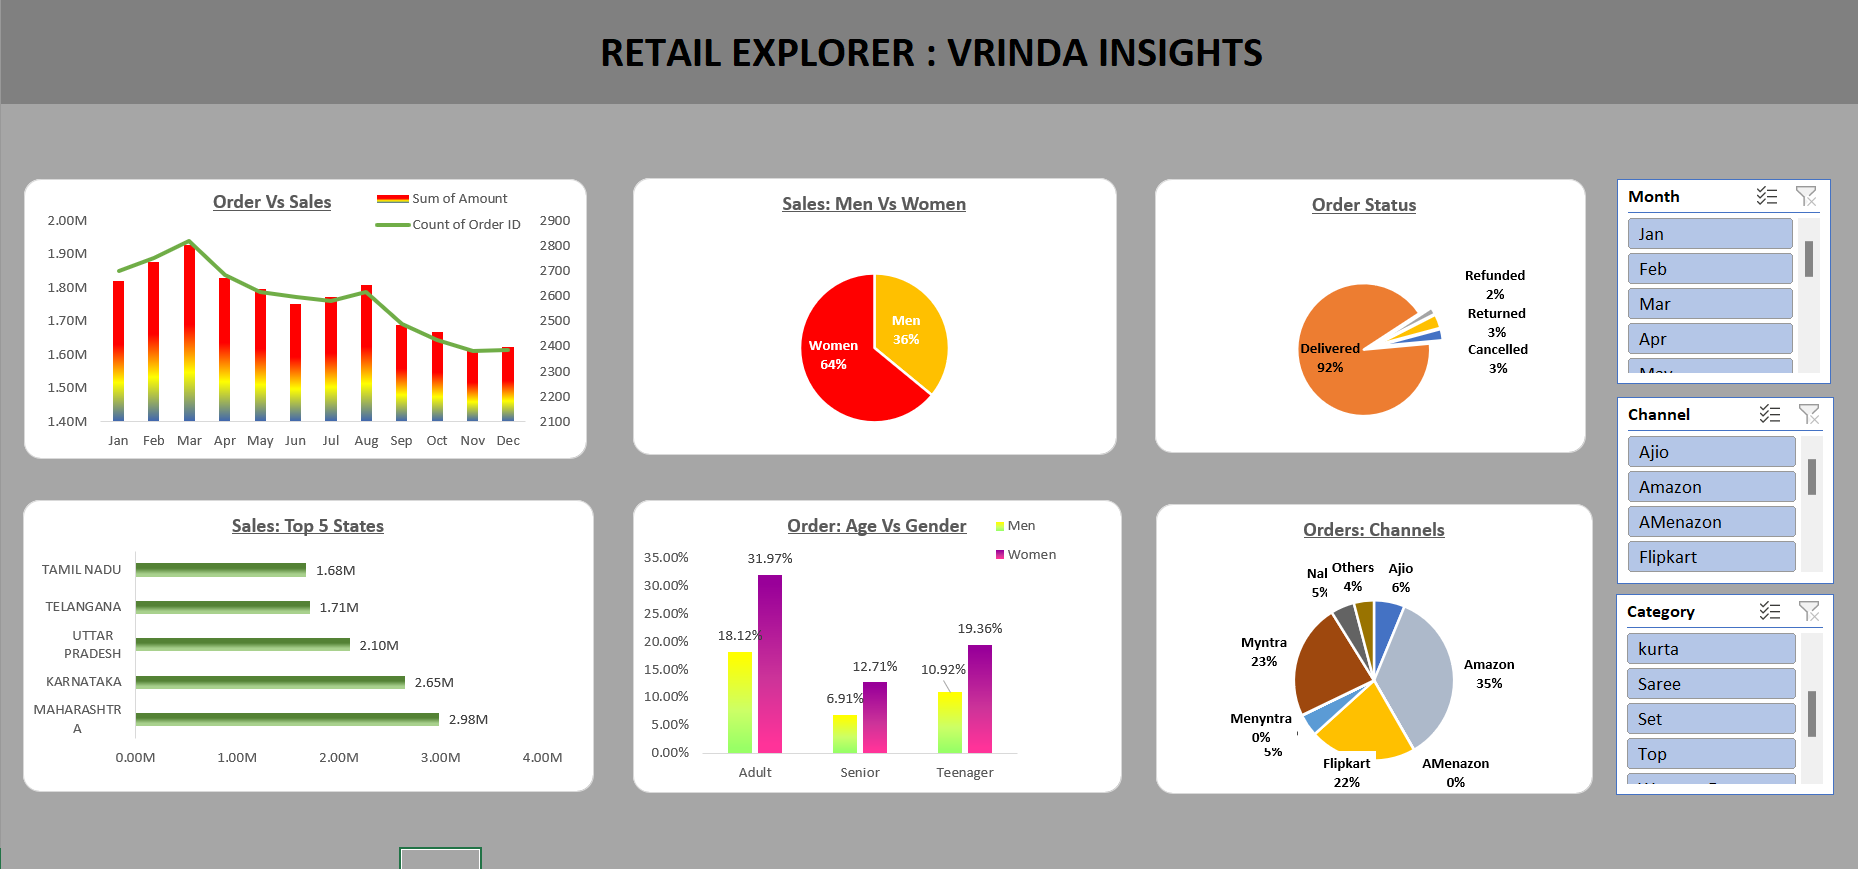 RETAIL EXPLORER : VRINDA INSIGHTS
Order Vs Sales
Sum of Amount
Count of Order ID
2.00M
1.90M
1.80M
1.70M
1.60M
1.50M
1.40M
2900
2800
2700
2600
2500
2400
2300
2200
2100
Jan Feb Mar Apr May Jun Jul Aug Sep Oct Nov Dec
Sales: Men Vs Women
Men
36%
Women
64%
Order Status
Refunded
2%
Returned
3%
Cancelled
3%
Delivered
92%
Month
Jan
Feb
Mar
Apr
May
Channel
Ajio
Amazon
AMenazon
Flipkart
Category
kurta
Saree
Set
Top
Sales: Top 5 States
TAMIL NADU 1.68M
TELANGANA 1.71M
UTTAR
PRADESH
2.10M
KARNATAKA 2.65M
MAHARASHTR
A
2.98M
0.00M 1.00M 2.00M 3.00M 4.00M
Order: Age Vs Gender
Men
Women
35.00%
30.00%
25.00%
20.00%
15.00%
10.00%
5.00%
0.00%
18.12%
31.97%
6.91%
12.71%
10.92%
19.36%
Adult Senior Teenager
Orders: Channels
Nal
5%
Others
4%
Ajio
6%
Myntra
23%
Amazon
35%
Menyntra
0%
5%
Flipkart
22%
AMenazon
0%